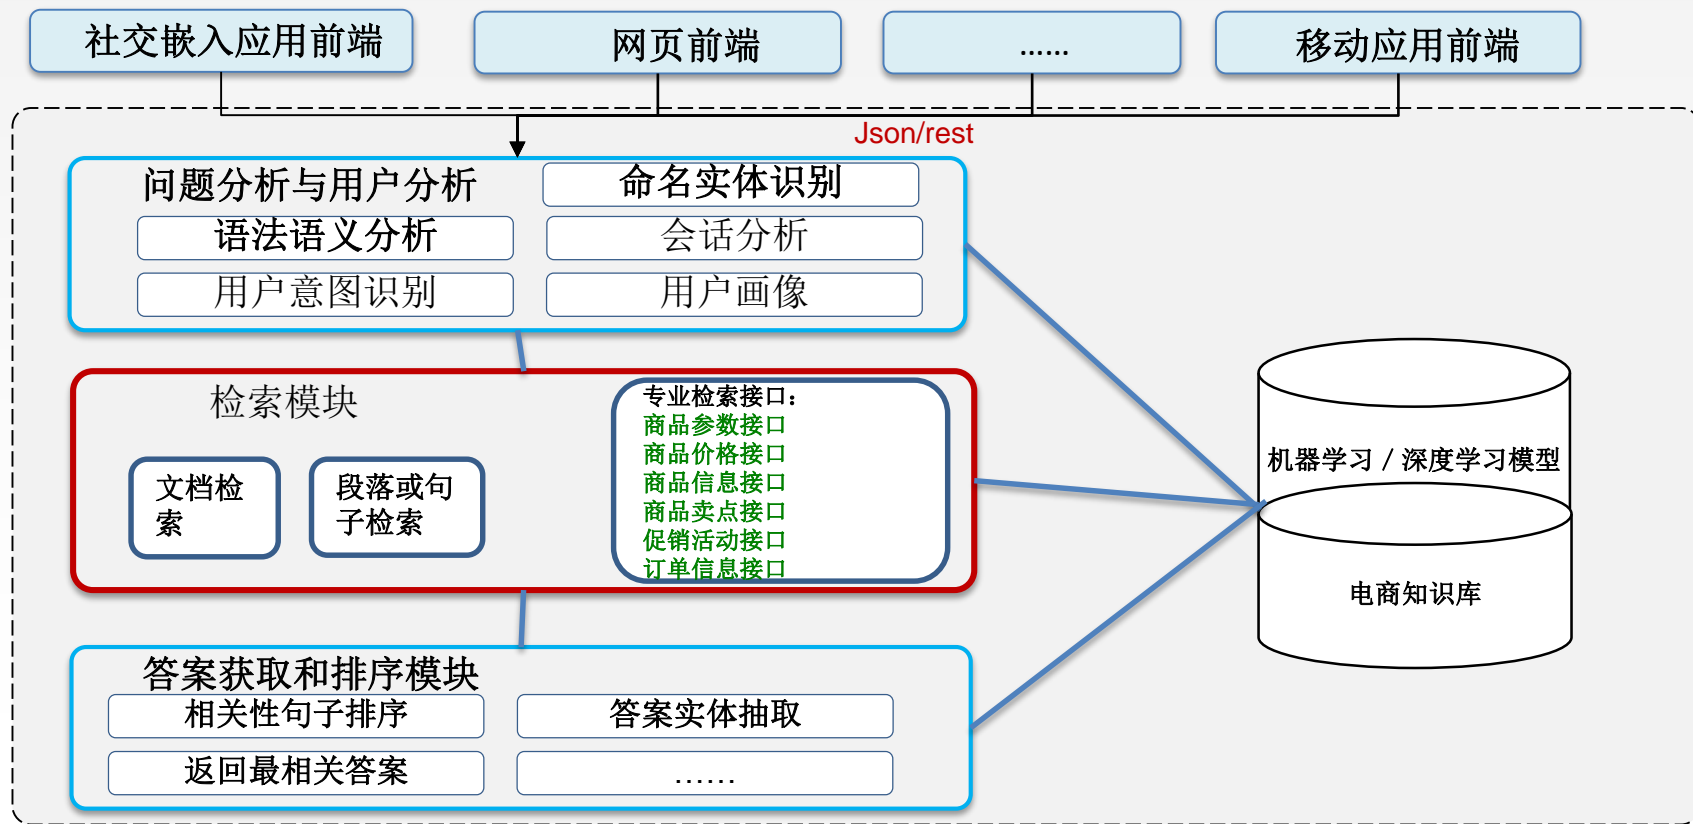 社交嵌入应用前端
网页前端
......
移动应用前端
Json/rest
问题分析与用户分析
命名实体识别
语法语义分析
会话分析
用户意图识别
用户画像
检索模块
文档检
索
段落或句
子检索
专业检索接口：
商品参数接口
商品价格接口
商品信息接口
商品卖点接口
促销活动接口
订单信息接口
机器学习 / 深度学习模型
电商知识库
答案获取和排序模块
相关性句子排序
答案实体抽取
返回最相关答案
......